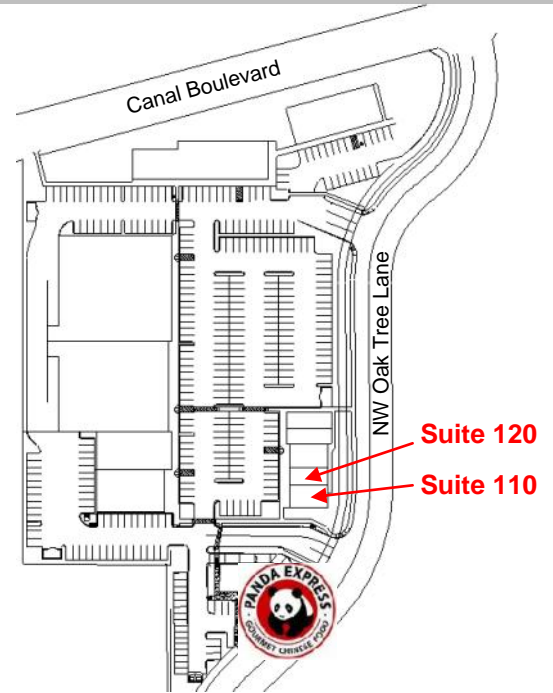 Canal Boulevard
NW Oak Tree Lane
Suite 120
Suite 110
PANDA EXPRESS
GOURMET CHINESE FOOD